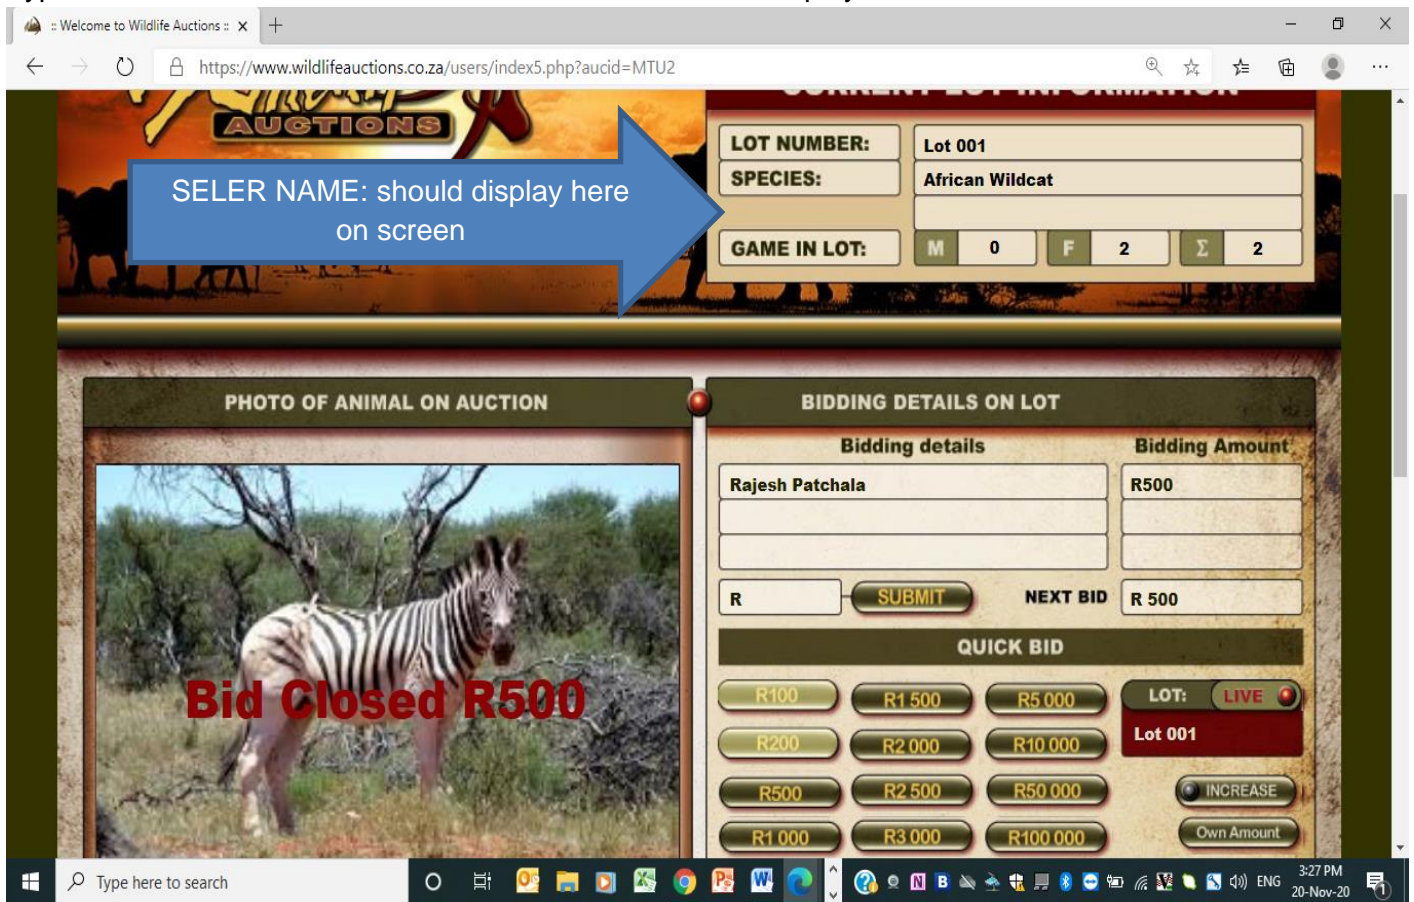 :: Welcome to Wildlife Auctions ::
https://www.wildlifeauctions.co.za/users/index5.php?aucid=MTU2
AUCTIONS
CURRENT LOT INFORMATION
LOT NUMBER: Lot 001
SPECIES: African Wildcat
SELER NAME: should display here
on screen
GAME IN LOT: M 0 F 2 Σ 2
PHOTO OF ANIMAL ON AUCTION
BIDDING DETAILS ON LOT
Bidding details Bidding Amount
Rajesh Patchala R500
R SUBMIT NEXT BID R 500
QUICK BID
Bid Closed R500
R100 R1 500 R5 000 LOT: LIVE
R200 R2 000 R10 000 Lot 001
R500 R2 500 R50 000 INCREASE
R1 000 R3 000 R100 000 Own Amount
Type here to search
ENG 3:27 PM
20-Nov-20
1